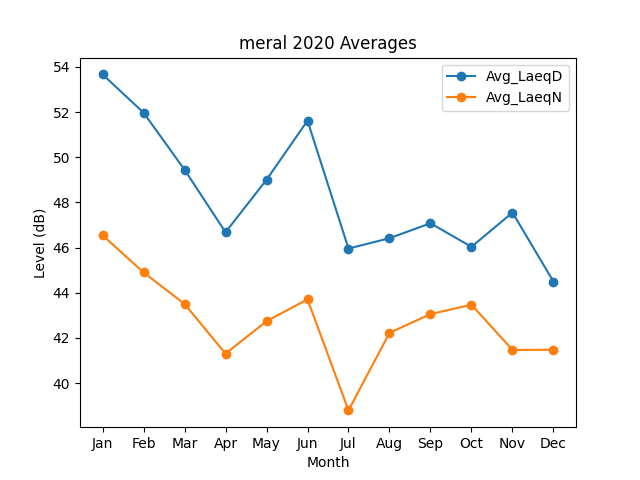 meral 2020 Averages
Avg_LaeqD
Avg_LaeqN
Level (dB)
54
52
50
48
46
44
42
40
Jan Feb Mar Apr May Jun Jul Aug Sep Oct Nov Dec
Month